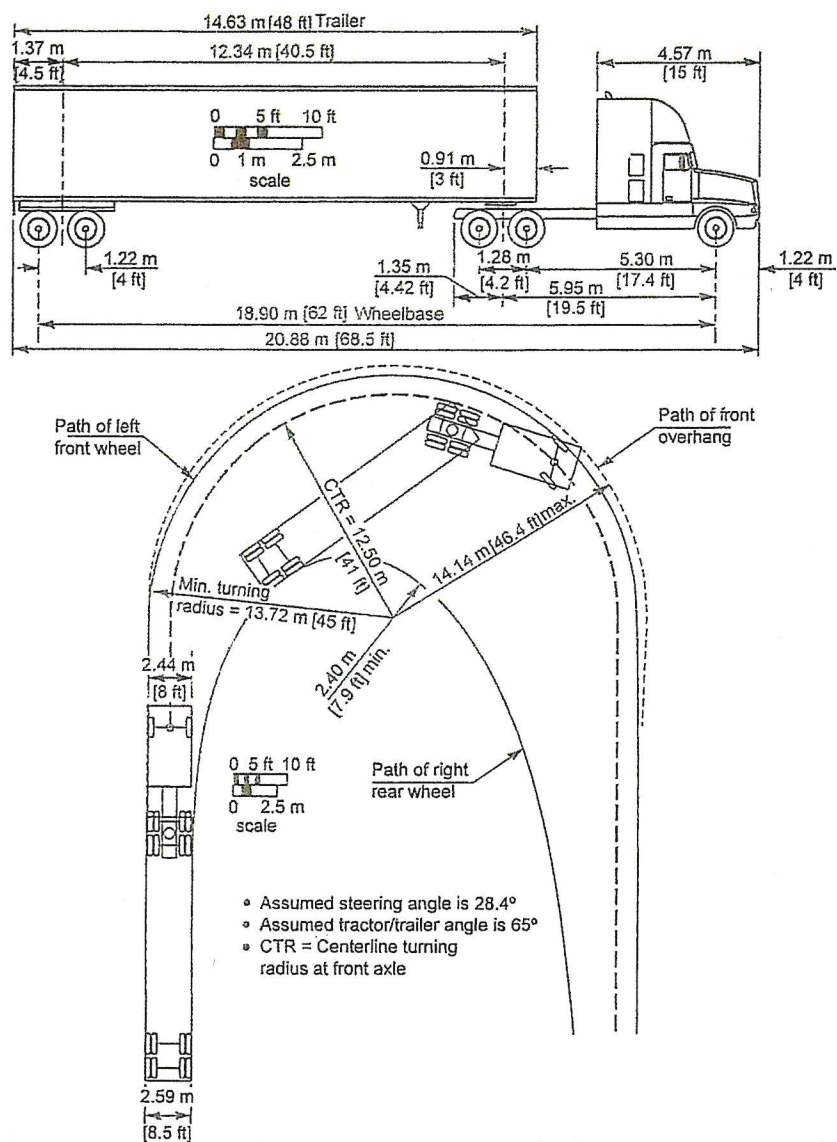 14.63 m [48 ft] Trailer
1.37 m
[4.5 ft]
12.34 m [40.5 ft]
4.57 m
[15 ft]
0 5 ft 10 ft
0 1 m 2.5 m
scale
0.91 m
[3 ft]
1.22 m
[4 ft]
1.35 m
[4.42 ft]
1.28 m
[4.2 ft]
5.30 m
[17.4 ft]
1.22 m
[4 ft]
5.95 m
[19.5 ft]
18.90 m [62 ft] Wheelbase
20.88 m [68.5 ft]
Path of left
front wheel
Path of front
overhang
CTR = 12.50 m
[41 ft]
14.14 m [46.4 ft] max.
Min. turning
radius = 13.72 m [45 ft]
2.40 m
[7.9 ft] min.
2.44 m
[8 ft]
0 5 ft 10 ft
0 2.5 m
scale
Path of right
rear wheel
• Assumed steering angle is 28.4º
• Assumed tractor/trailer angle is 65º
• CTR = Centerline turning
radius at front axle
2.59 m
[8.5 ft]